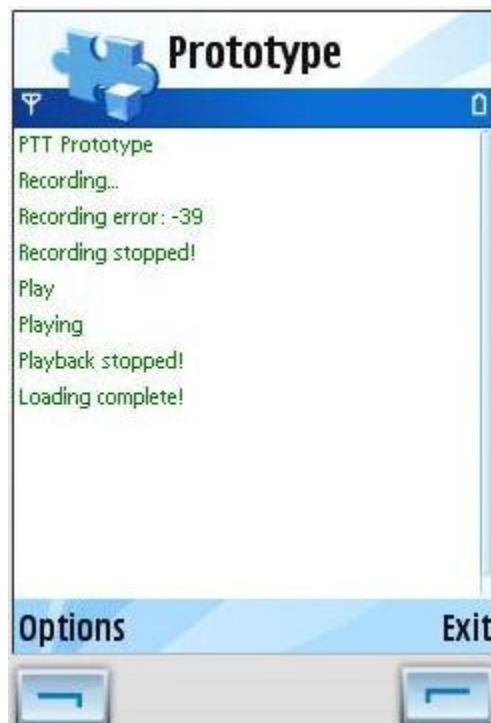 Prototype
PTT Prototype
Recording...
Recording error: -39
Recording stopped!
Play
Playing
Playback stopped!
Loading complete!
Options Exit